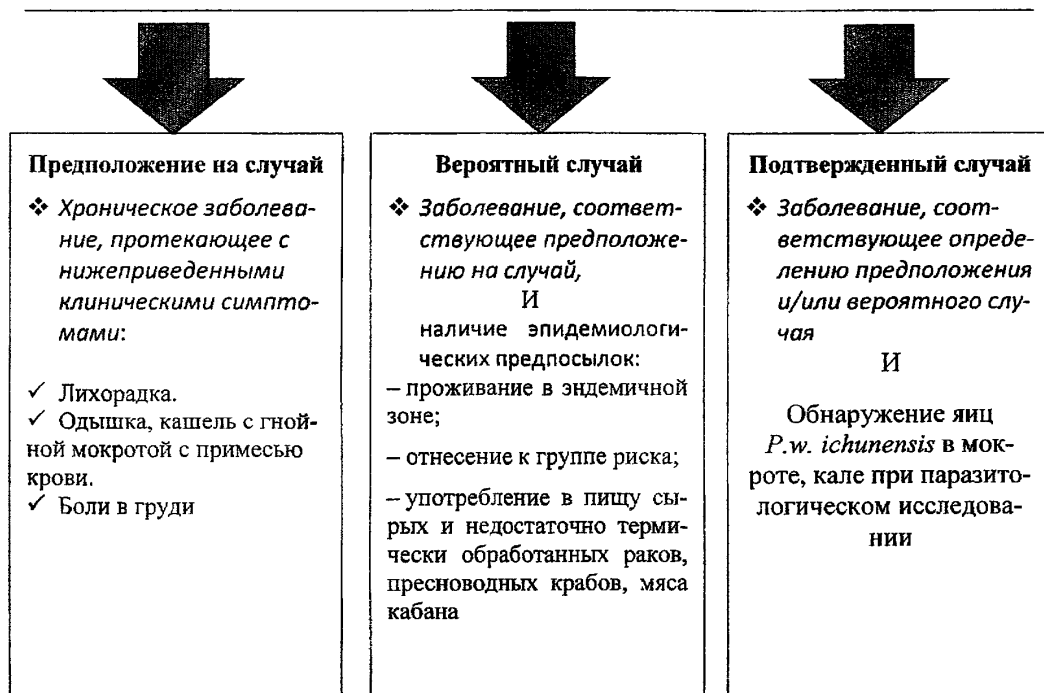 Предположение на случай
❖ Хроническое заболева-
ние, протекающее с
нижеприведенными
клиническими симпто-
мами:
✓ Лихорадка.
✓ Одышка, кашель с гной-
ной мокротой с примесью
крови.
✓ Боли в груди
Вероятный случай
❖ Заболевание, соответ-
ствующее предположе-
нию на случай,
И
наличие эпидемиологи-
ческих предпосылок:
– проживание в эндемичной
зоне;
– отнесение к группе риска;
– употребление в пищу сы-
рых и недостаточно терми-
чески обработанных раков,
пресноводных крабов, мяса
кабана
Подтвержденный случай
❖ Заболевание, соот-
ветствующее опреде-
лению предположения
и/или вероятного слу-
чая
И
Обнаружение яиц
P.w. ichunensis в мок-
роте, кале при паразито-
логическом исследова-
нии